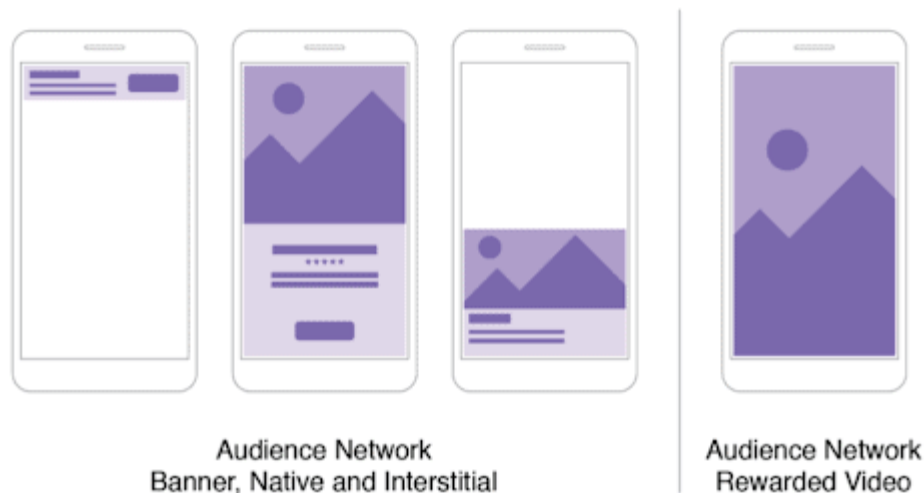 Audience Network
Banner, Native and Interstitial
Audience Network
Rewarded Video